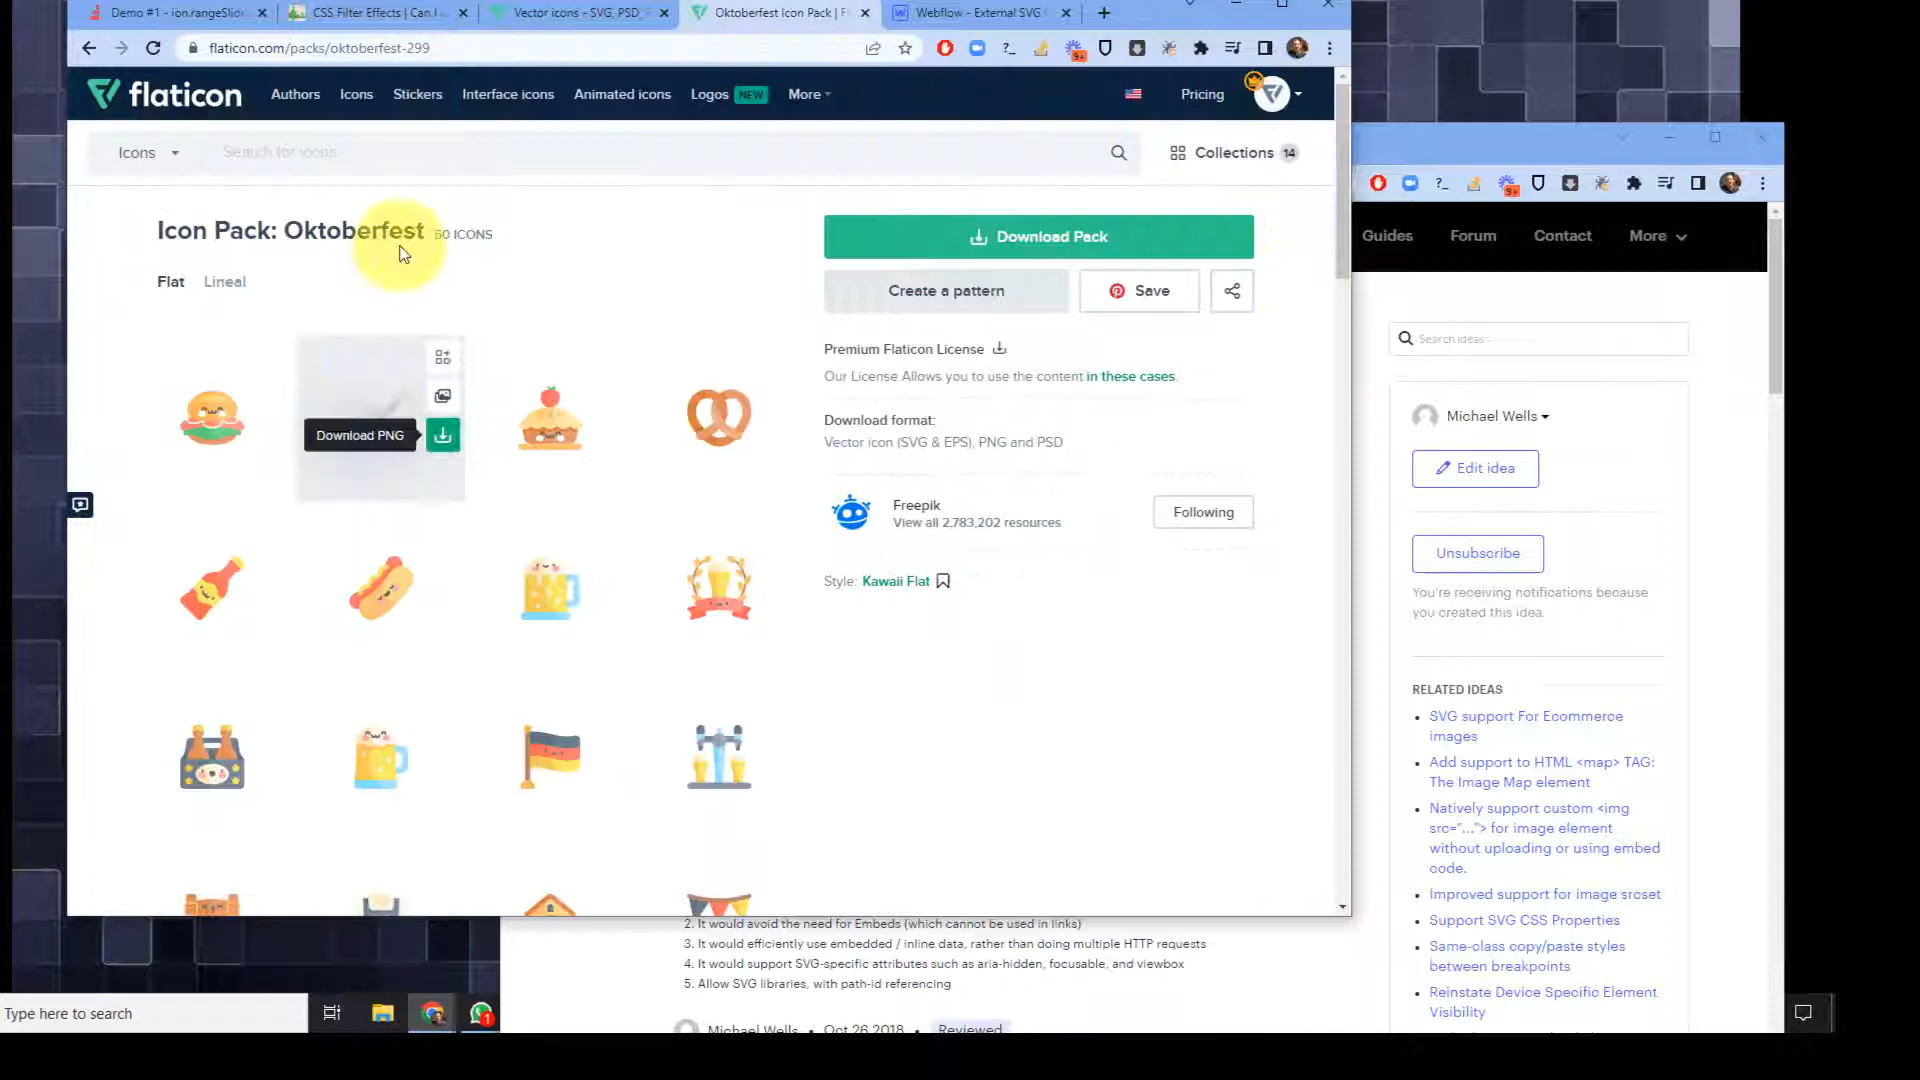 Demo #1 - ion.rangeSlid
CSS Filter Effects | Can I
Vector icons - SVG, PSD,
Oktoberfest Icon Pack | F
Webflow - External SVG
flaticon.com/packs/oktoberfest-299
9+
flaticon
Authors
Icons
Stickers
Interface icons
Animated icons
Logos
NEW
More
Pricing
Icons
Search for icons
Collections 14
9+
Guides
Forum
Contact
More
Icon Pack: Oktoberfest 50 ICONS
Download Pack
Flat
Lineal
Create a pattern
Save
Search ideas
Premium Flaticon License
Our License Allows you to use the content in these cases.
Download PNG
Download format:
Vector icon (SVG & EPS), PNG and PSD
Michael Wells
Edit idea
Freepik
View all 2,783,202 resources
Following
Unsubscribe
Style: Kawaii Flat
You're receiving notifications because
you created this idea.
RELATED IDEAS
SVG support For Ecommerce
images
Add support to HTML <map> TAG:
The Image Map element
Natively support custom <img
src="..."> for image element
without uploading or using embed
code.
Improved support for image srcset
Support SVG CSS Properties
Same-class copy/paste styles
between breakpoints
Reinstate Device Specific Element
Visibility
2. It would avoid the need for Embeds (which cannot be used in links)
3. It would efficiently use embedded / inline data, rather than doing multiple HTTP requests
4. It would support SVG-specific attributes such as aria-hidden, focusable, and viewbox
5. Allow SVG libraries, with path-id referencing
Michael Wells • Oct 26 2018 • Reviewed
Type here to search
1